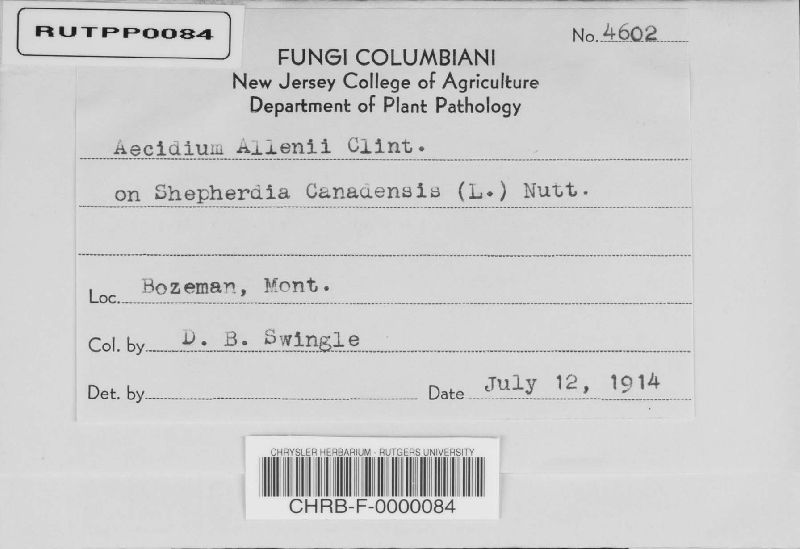 RUTPP0084
No. 4602
FUNGI COLUMBIANI
New Jersey College of Agriculture
Department of Plant Pathology
Aecidium Allenii Clint.
on Shepherdia Canadensis (L.) Nutt.
Loc. Bozeman, Mont.
Col. by D. B. Swingle
Det. by
Date July 12, 1914
CHRYSLER HERBARIUM - RUTGERS UNIVERSITY
CHRB-F-0000084